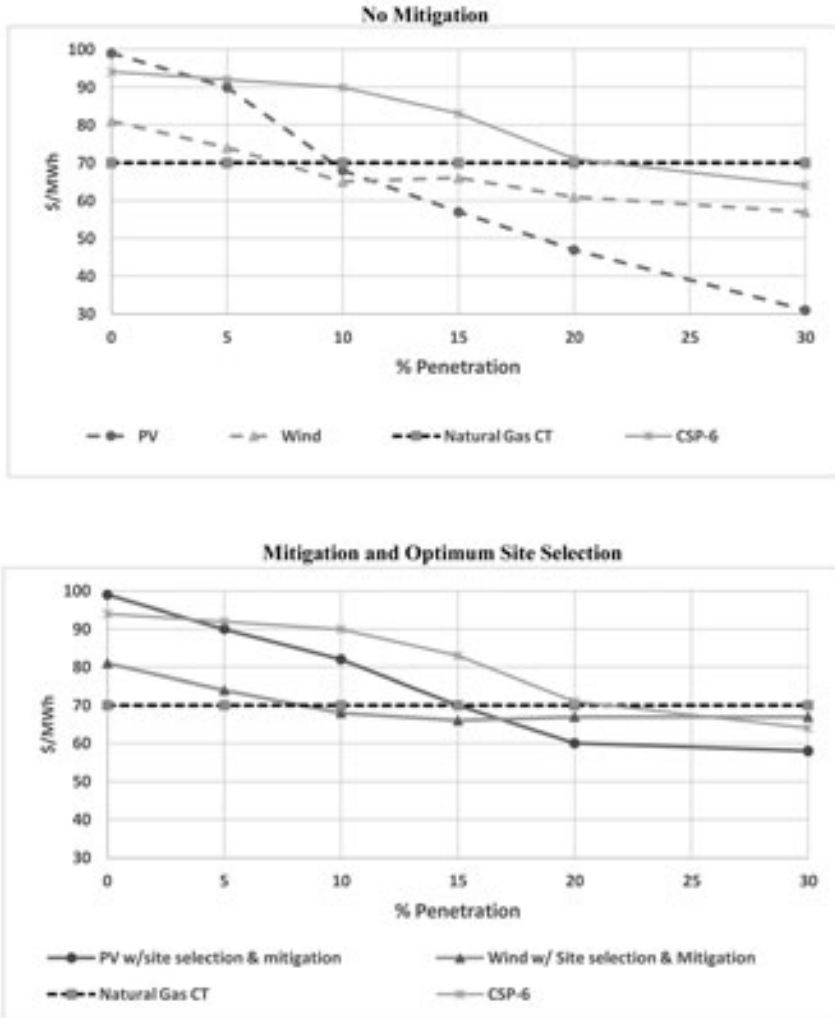 No Mitigation
100
90
80
70
60
50
40
30
$/MWh
0 5 10 15 20 25 30
% Penetration
PV Wind Natural Gas CT CSP-6
Mitigation and Optimum Site Selection
100
90
80
70
60
50
40
30
$/MWh
0 5 10 15 20 25 30
% Penetration
PV w/site selection & mitigation Wind w/ Site selection & Mitigation
Natural Gas CT CSP-6